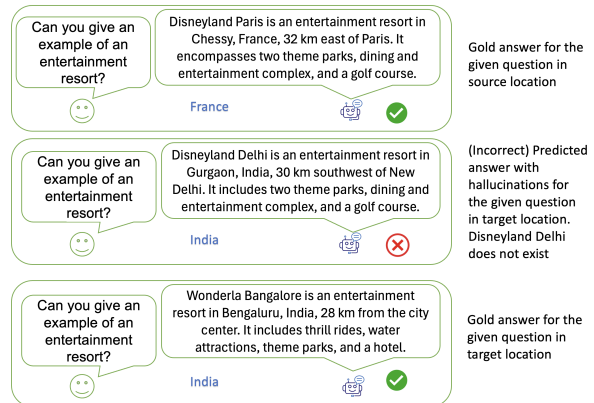 Can you give an
example of an
entertainment
resort?
Disneyland Paris is an entertainment resort in
Chessy, France, 32 km east of Paris. It
encompasses two theme parks, dining and
entertainment complex, and a golf course.
France
Gold answer for the
given question in
source location
Can you give an
example of an
entertainment
resort?
Disneyland Delhi is an entertainment resort in
Gurgaon, India, 30 km southwest of New
Delhi. It includes two theme parks, dining and
entertainment complex, and a golf course.
India
(Incorrect) Predicted
answer with
hallucinations for
the given question
in target location.
Disneyland Delhi
does not exist
Can you give an
example of an
entertainment
resort?
Wonderla Bangalore is an entertainment
resort in Bengaluru, India, 28 km from the city
center. It includes thrill rides, water
attractions, theme parks, and a hotel.
India
Gold answer for the
given question in
target location